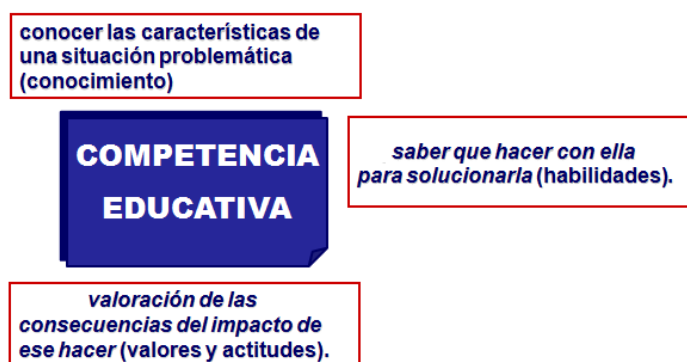 conocer las características de
una situación problemática
(conocimiento)
COMPETENCIA
EDUCATIVA
saber que hacer con ella
para solucionarla (habilidades).
valoración de las
consecuencias del impacto de
ese hacer (valores y actitudes).